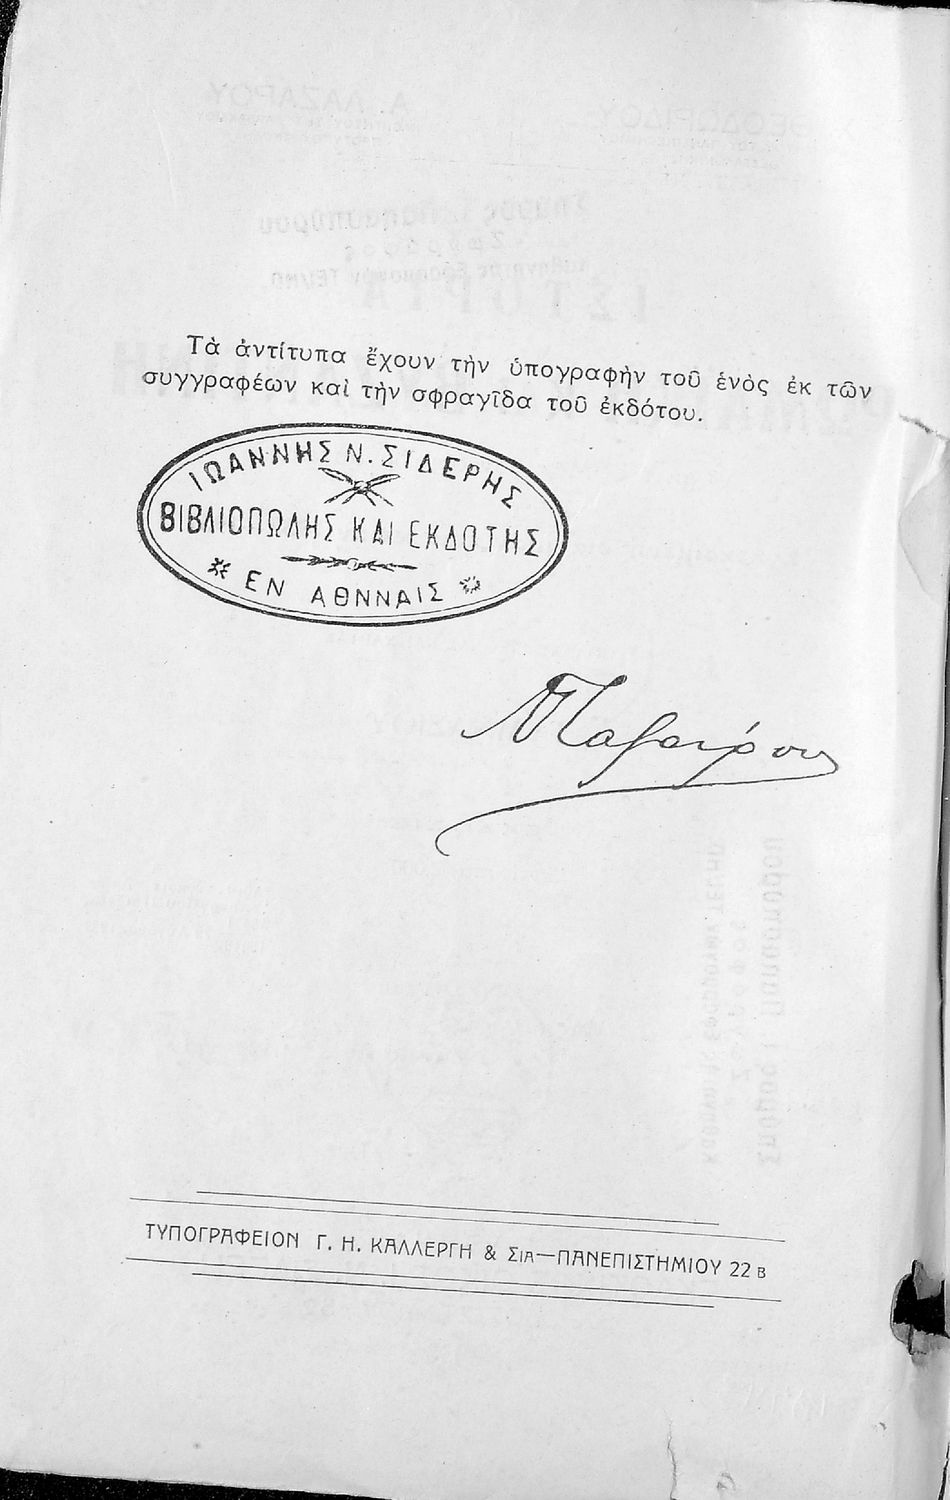 Τὰ ἀντίτυπα ἔχουν τὴν ὑπογραφὴν τοῦ ἑνὸς ἐκ τῶν
συγγραφέων καὶ τὴν σφραγῖδα τοῦ ἐκδότου.
ΙΩΑΝΝΗΣ Ν. ΣΙΔΕΡΗΣ
ΒΙΒΛΙΟΠΩΛΗΣ ΚΑΙ ΕΚΔΟΤΗΣ
ΕΝ ΑΘΗΝΑΙΣ
ΤΥΠΟΓΡΑΦΕΙΟΝ Γ. Η. ΚΑΛΛΕΡΓΗ & ΣΙΑ—ΠΑΝΕΠΙΣΤΗΜΙΟΥ 22 Β